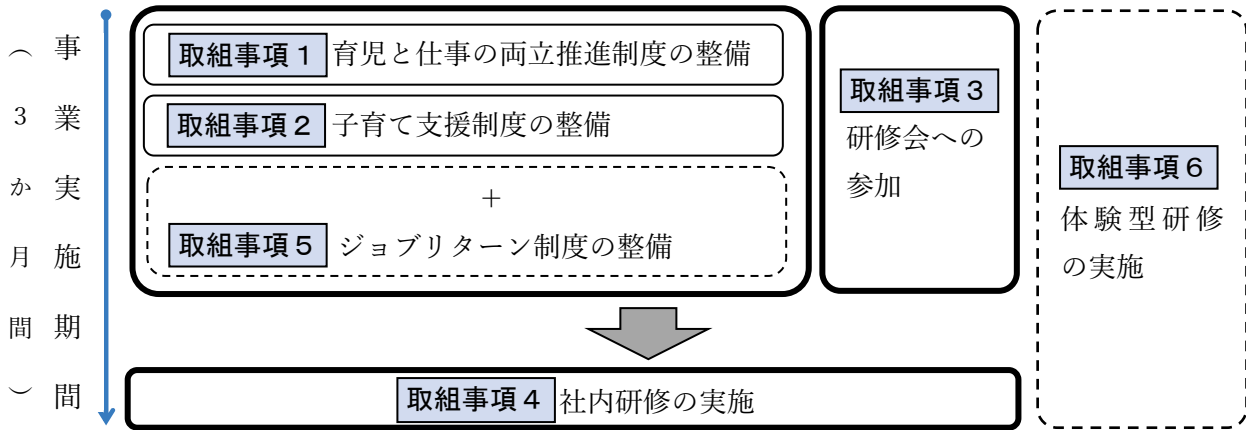 事業実施期間
（３か月間）
取組事項１ 育児と仕事の両立推進制度の整備
取組事項２ 子育て支援制度の整備
＋
取組事項５ ジョブリターン制度の整備
取組事項３
研修会への
参加
取組事項６
体験型研修
の実施
取組事項４ 社内研修の実施